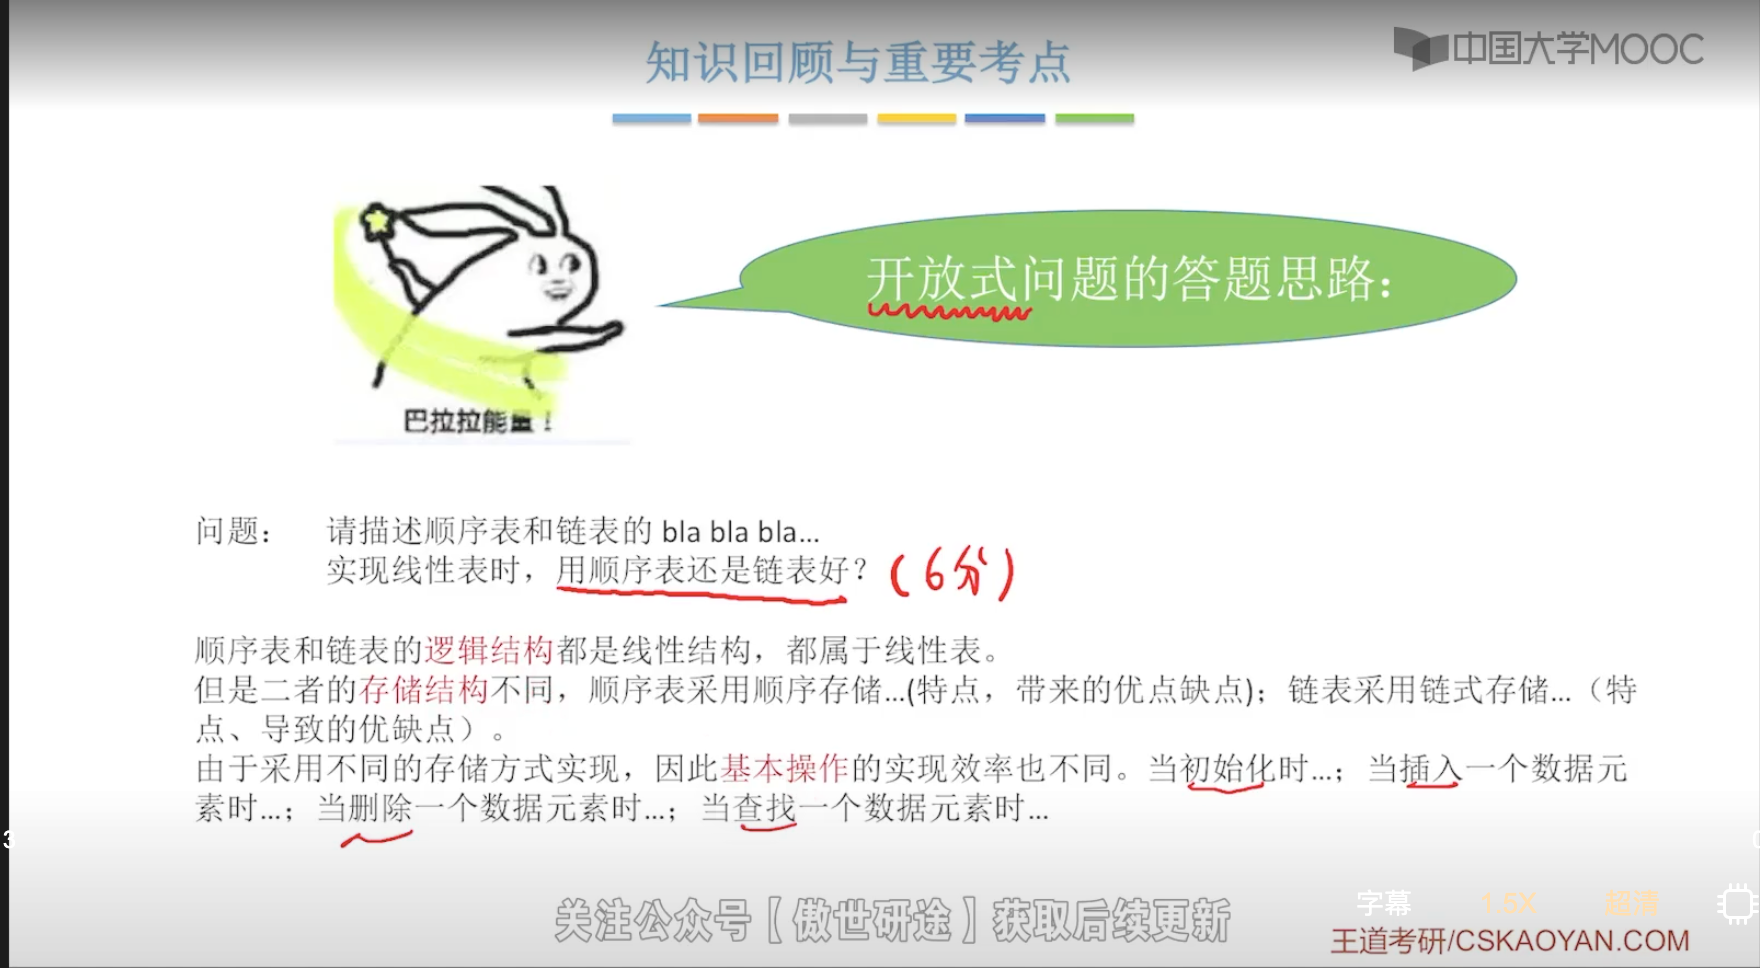 知识回顾与重要考点
中国大学MOOC
开放式问题的答题思路：
巴拉拉能量！
问题： 请描述顺序表和链表的 bla bla bla...
实现线性表时，用顺序表还是链表好？ (6分)
顺序表和链表的逻辑结构都是线性结构，都属于线性表。
但是二者的存储结构不同，顺序表采用顺序存储...(特点，带来的优点缺点)；链表采用链式存储...（特
点、导致的优缺点）。
由于采用不同的存储方式实现，因此基本操作的实现效率也不同。当初始化时...；当插入一个数据元
素时...；当删除一个数据元素时...；当查找一个数据元素时...
3
字幕 1.5X 超清
关注公众号【傲世研途】获取后续更新
王道考研/CSKAOYAN.COM